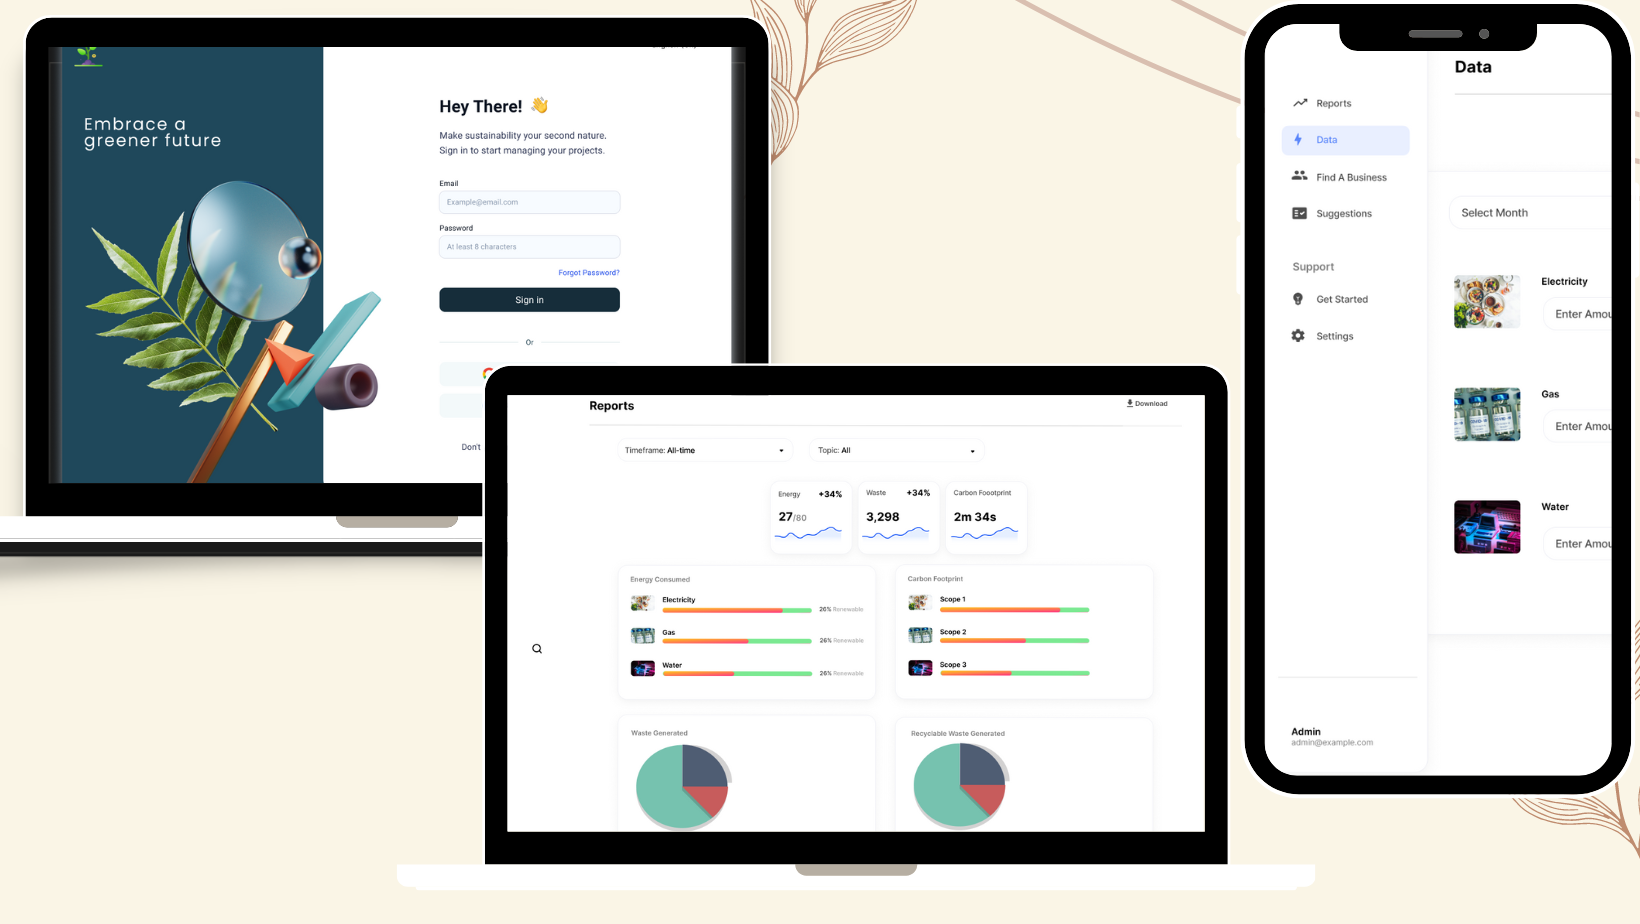 Embrace a
greener future
Hey There! 👋
Make sustainability your second nature.
Sign in to start managing your projects.
Email
Example@email.com
Password
At least 8 characters
Forgot Password?
Sign in
Or
Don't
Reports
Download
Timeframe: All-time
Topic: All
Energy +34%
27/80
Waste +34%
3,298
Carbon Foootprint
2m 34s
Energy Consumed
Electricity
26% Renewable
Gas
26% Renewable
Water
26% Renewable
Carbon Footprint
Scope 1
Scope 2
Scope 3
Waste Generated
Recyclable Waste Generated
Reports
Data
Find A Business
Suggestions
Support
Get Started
Settings
Admin
admin@example.com
Data
Select Month
Electricity
Enter Amou
Gas
Enter Amou
Water
Enter Amou